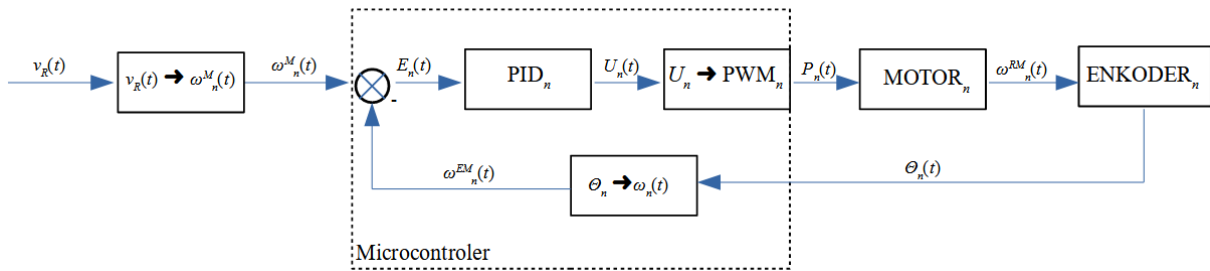 v_R(t)
v_R(t) → ω^M_n(t)
ω^M_n(t)
E_n(t)
PID_n
U_n(t)
U_n → PWM_n
P_n(t)
MOTOR_n
ω^RM_n(t)
ENKODER_n
-
ω^EM_n(t)
Θ_n → ω_n(t)
Θ_n(t)
Microcontroler